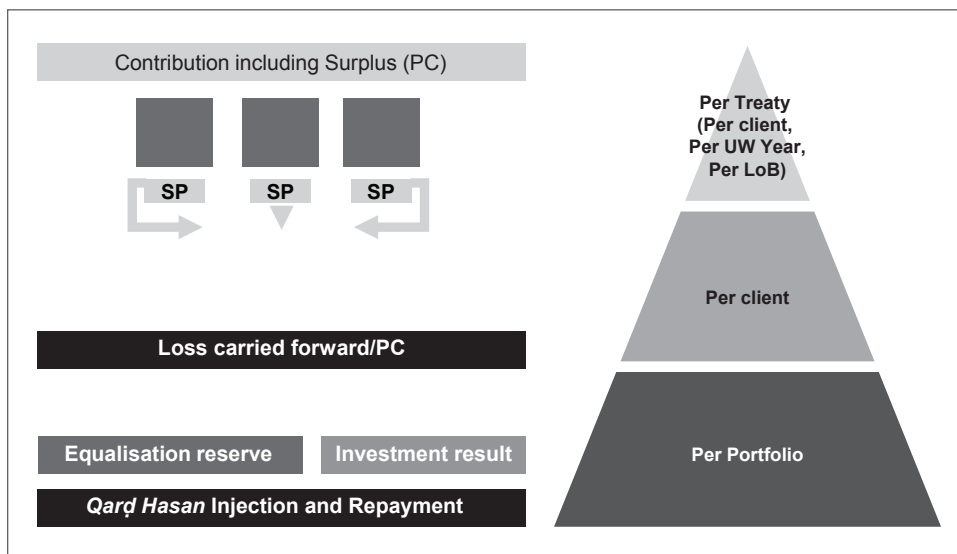 Contribution including Surplus (PC)
SP SP SP
Loss carried forward/PC
Equalisation reserve
Investment result
Qarḍ Hasan Injection and Repayment
Per Treaty
(Per client,
Per UW Year,
Per LoB)
Per client
Per Portfolio